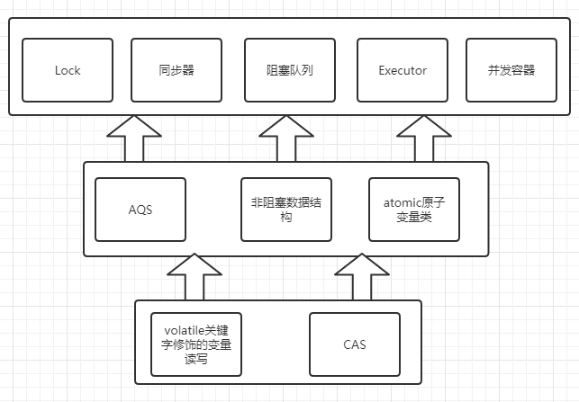 Lock
同步器
阻塞队列
Executor
并发容器
AQS
非阻塞数据结
构
atomic原子
变量类
volatile关键
字修饰的变量
读写
CAS